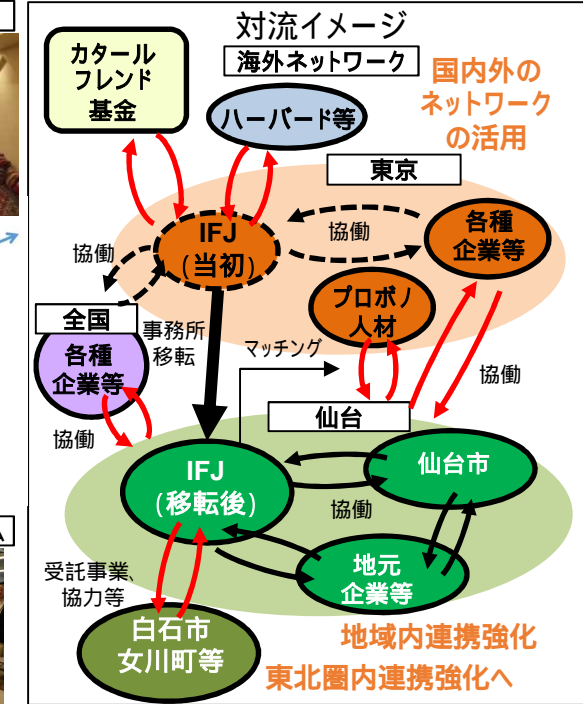 対流イメージ
カタール
フレンド
基金
海外ネットワーク
ハーバード等
国内外の
ネットワーク
の活用
東京
IFJ
(当初)
協働
各種
企業等
協働
プロボノ
人材
全国
各種
企業等
事務所
移転
マッチング
協働
仙台
協働
IFJ
(移転後)
仙台市
協働
地元
企業等
受託事業、
協力等
白石市
女川町等
地域内連携強化
東北圏内連携強化へ